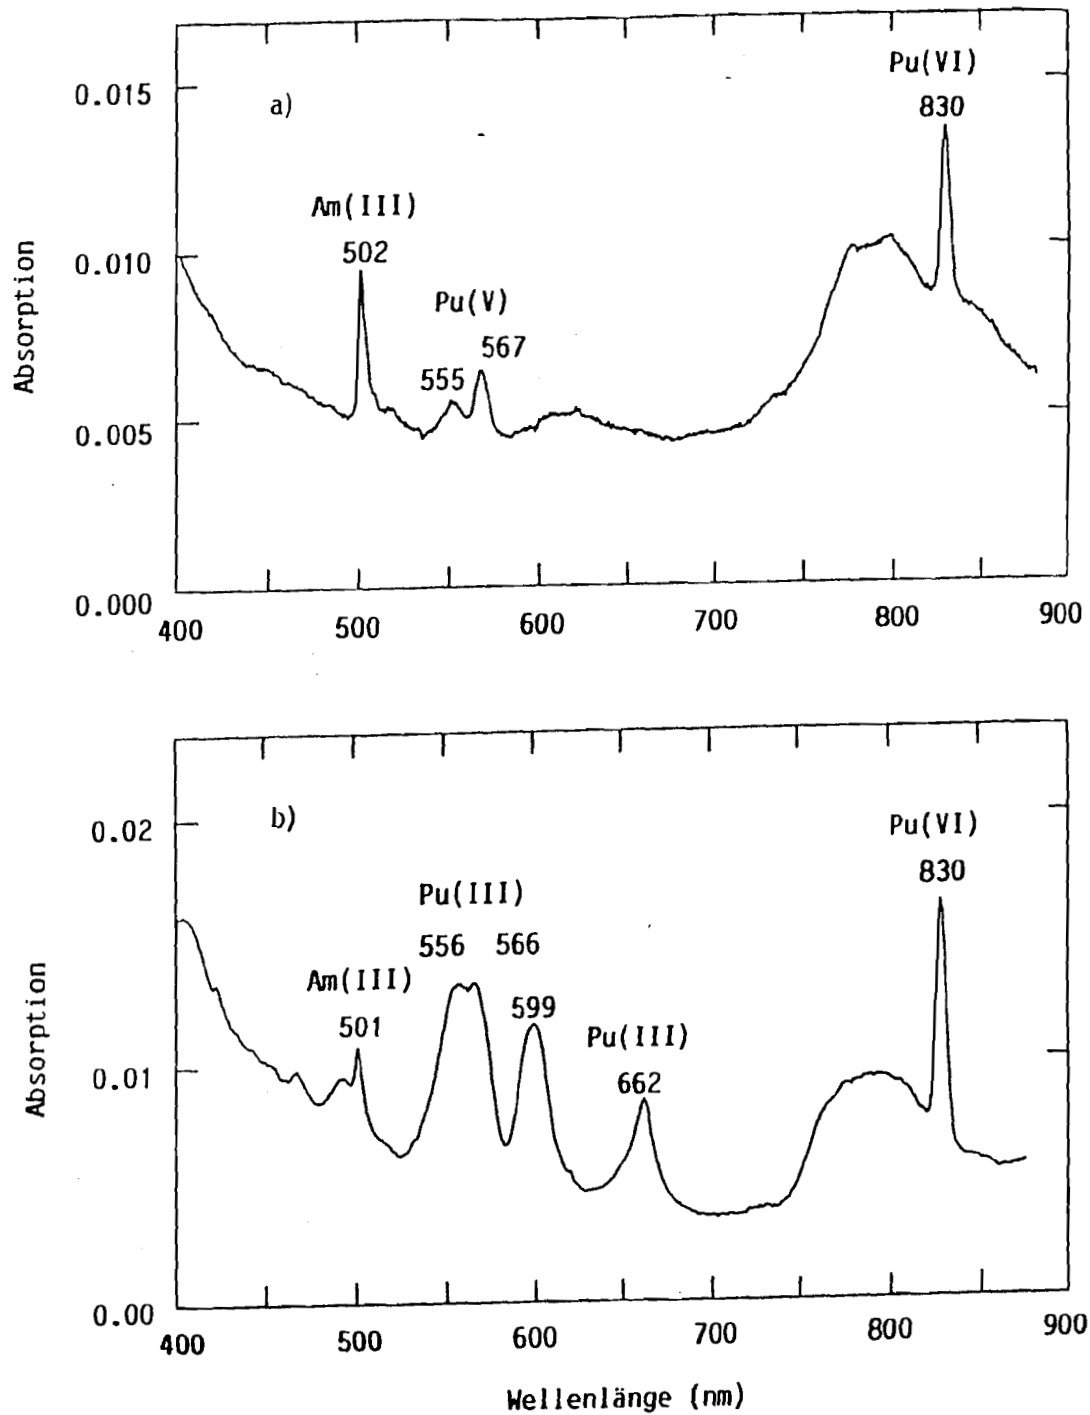 Pu(VI)
0.015
a)
830
Am(III)
502
0.010
Pu(V)
567
555
0.005
0.000
400 500 600 700 800 900
Absorption
b)
0.02
Pu(VI)
830
Pu(III)
556 566
Am(III)
501
599
Pu(III)
662
0.01
0.00
400 500 600 700 800 900
Absorption
Wellenlänge (nm)